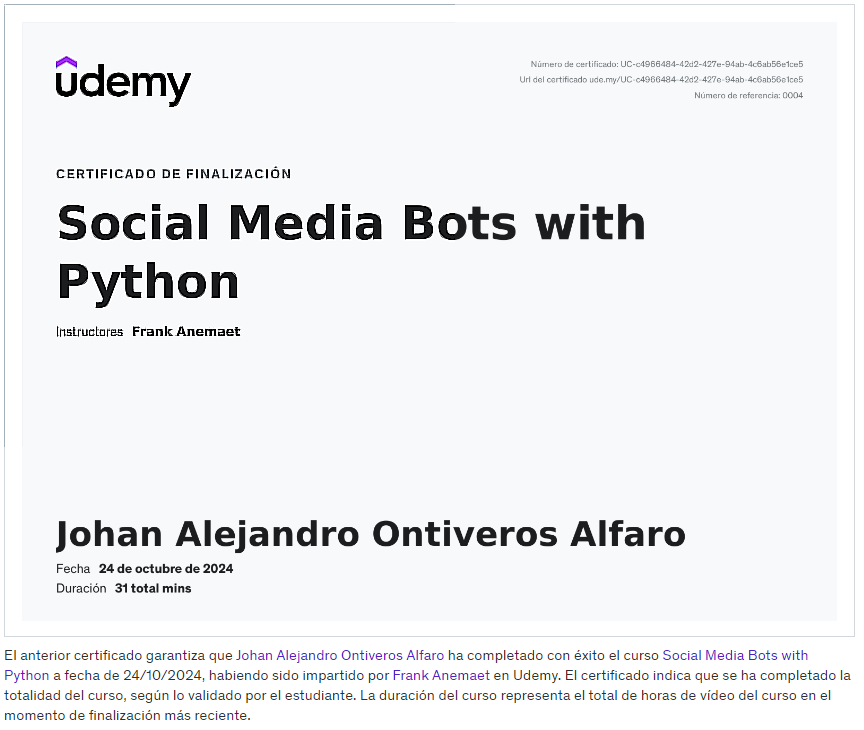 udemy
Número de certificado: UC-c4966484-42d2-427e-94ab-4c6ab56e1ce5
Url del certificado ude.my/UC-c4966484-42d2-427e-94ab-4c6ab56e1ce5
Número de referencia: 0004
CERTIFICADO DE FINALIZACIÓN
Social Media Bots with
Python
Instructores Frank Anemaet
Johan Alejandro Ontiveros Alfaro
Fecha 24 de octubre de 2024
Duración 31 total mins
El anterior certificado garantiza que Johan Alejandro Ontiveros Alfaro ha completado con éxito el curso Social Media Bots with
Python a fecha de 24/10/2024, habiendo sido impartido por Frank Anemaet en Udemy. El certificado indica que se ha completado la
totalidad del curso, según lo validado por el estudiante. La duración del curso representa el total de horas de vídeo del curso en el
momento de finalización más reciente.